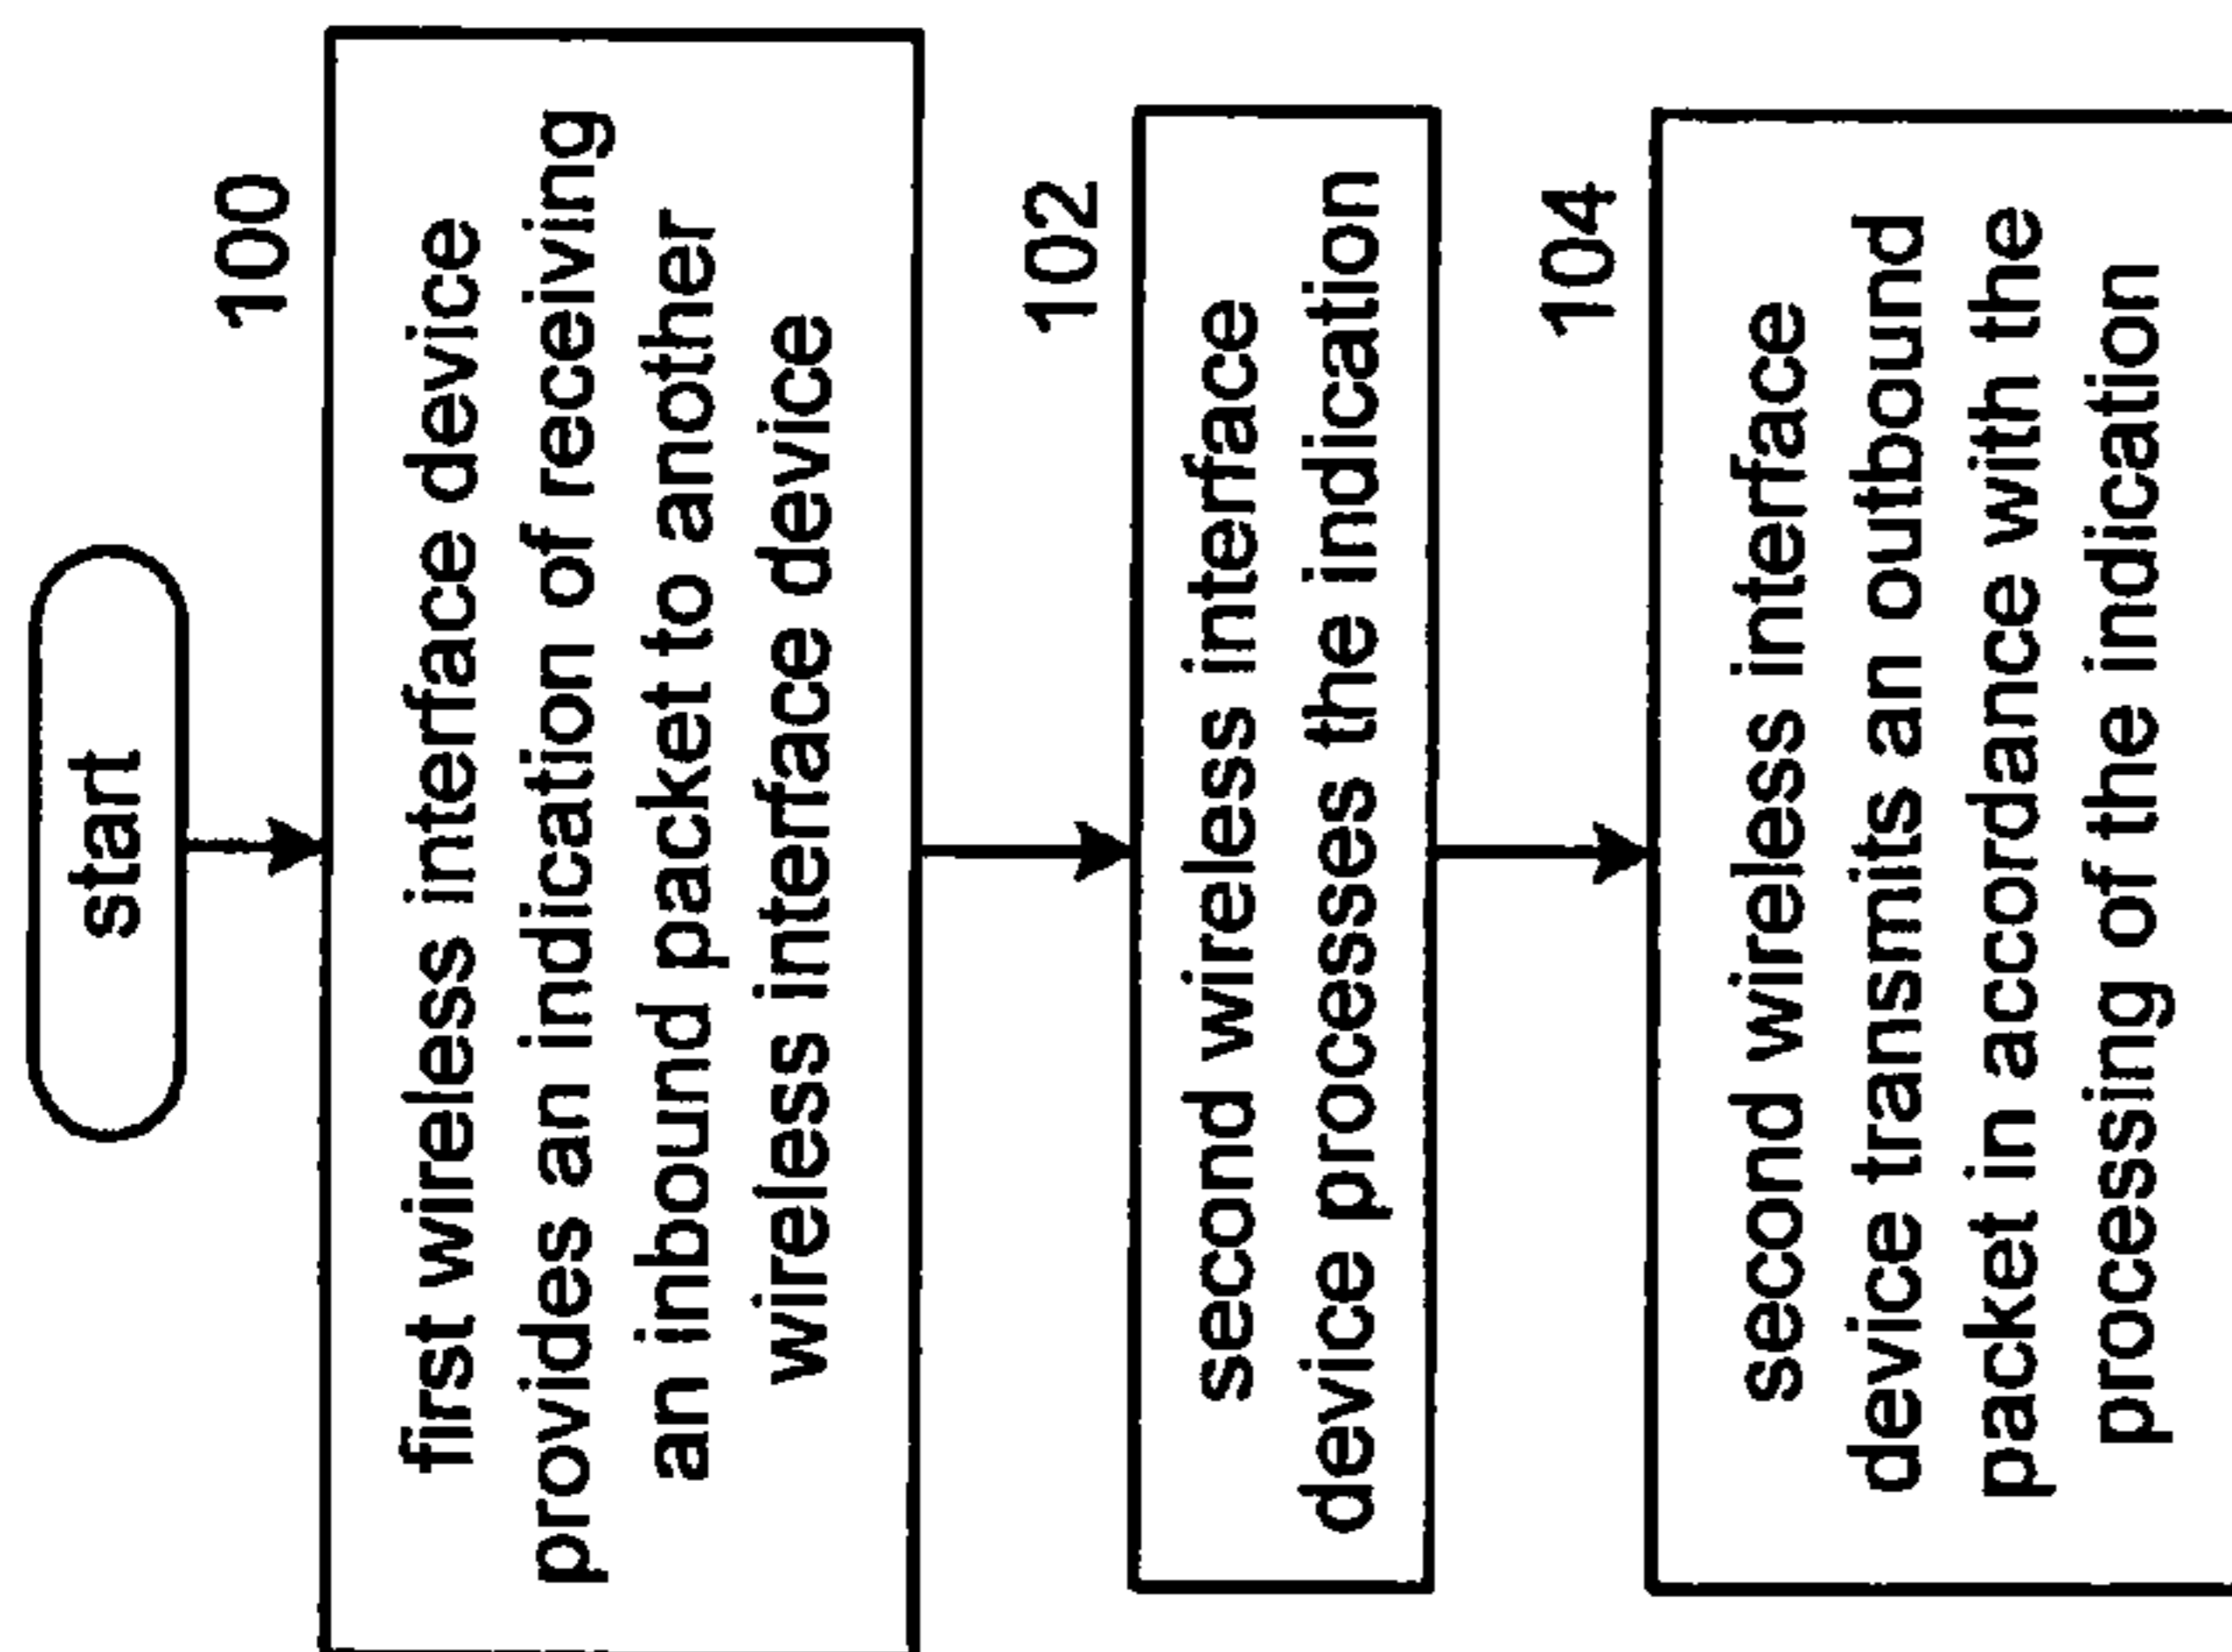 start
100
first wireless interface device
provides an indication of receiving
an inbound packet to another
wireless interface device
102
second wireless interface
device processes the indication
104
second wireless interface
device transmits an outbound
packet in accordance with the
processing of the indication